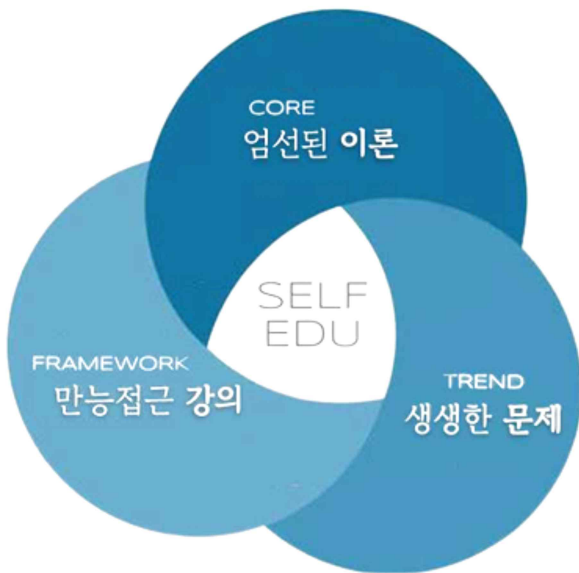 CORE
엄선된 이론
SELF
EDU
FRAMEWORK
만능접근 강의
TREND
생생한 문제